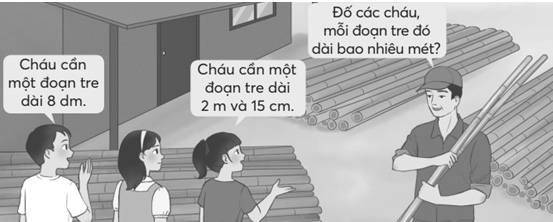 Cháu cần
một đoạn tre
dài 8 dm.
Cháu cần một
đoạn tre dài
2 m và 15 cm.
Đố các cháu,
mỗi đoạn tre đó
dài bao nhiêu mét?